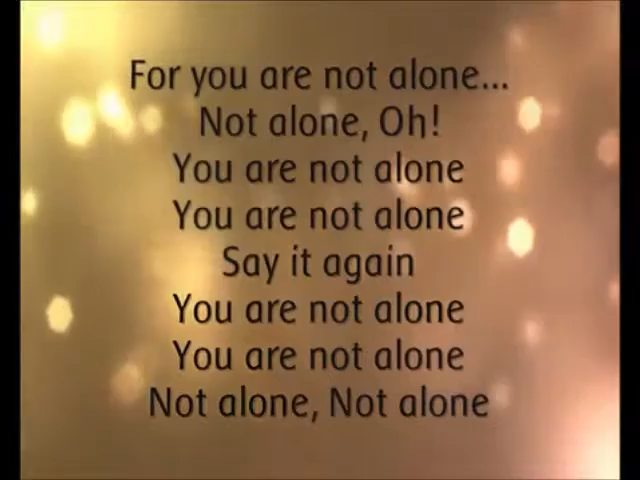 For you are not alone...
Not alone, Oh!
You are not alone
You are not alone
Say it again
You are not alone
You are not alone
Not alone, Not alone